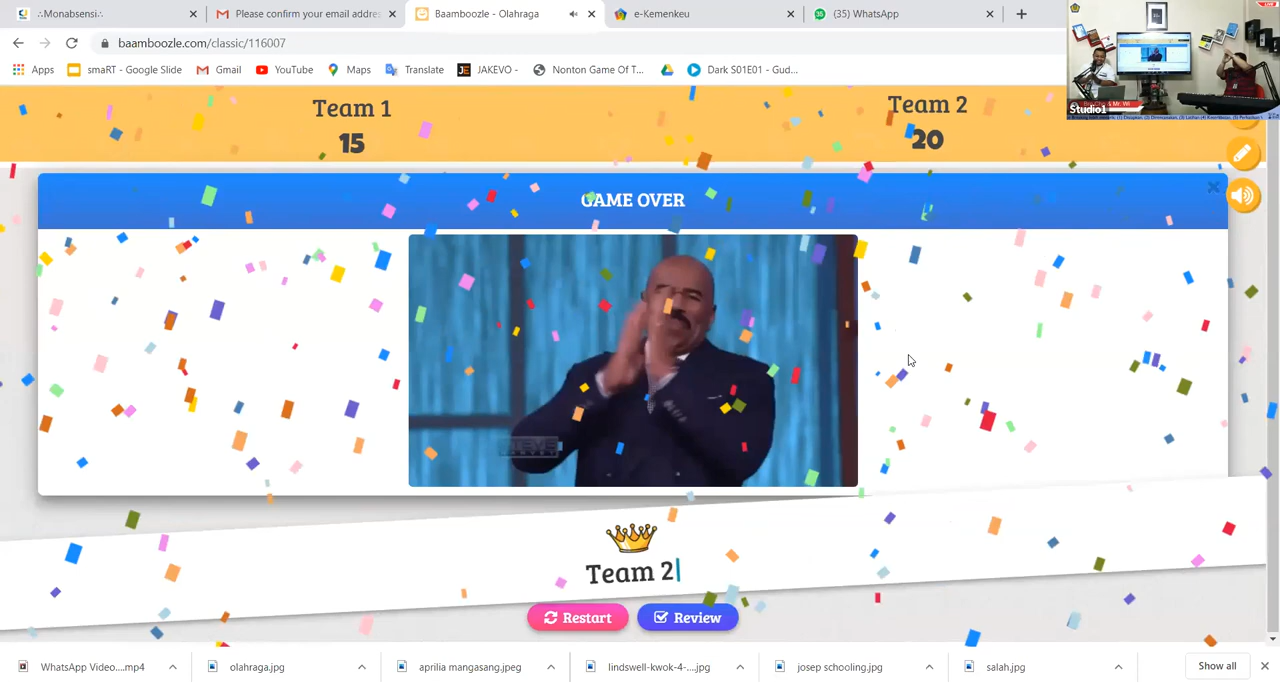 ∴Monabsensi∴
Please confirm your email addre
Baamboozle - Olahraga
e-Kemenkeu
(35) WhatsApp
baamboozle.com/classic/116007
Apps
smaRT - Google Slide
Gmail
YouTube
Maps
Translate
JAKEVO -
Nonton Game Of T...
Dark S01E01 - Gud...
LIVE
Studio1
Team 1
15
Team 2
20
GAME OVER
STEVE
Team 2
Restart
Review
WhatsApp Video....mp4
olahraga.jpg
aprilia mangasang.jpeg
lindswell-kwok-4-....jpg
josep schooling.jpg
salah.jpg
Show all